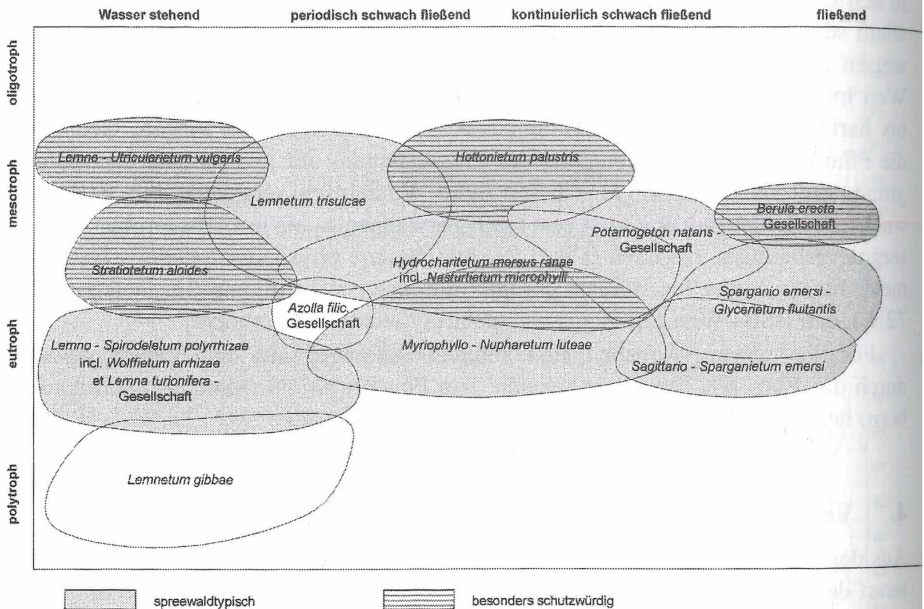 Wasser stehend
periodisch schwach fließend
kontinuierlich schwach fließend
fließend
oligotroph
mesotroph
eutroph
polytroph
Lemno - Utricularietum vulgaris
Hottonietum palustris
Lemnetum trisulcae
Berula erecta -
Gesellschaft
Potamogeton natans -
Gesellschaft
Stratiotetum aloides
Hydrocharitetum morsus-ranae
incl. Nasturtietum microphylli
Azolla filic.
Gesellschaft
Sparganio emersi -
Glycerietum fluitantis
Lemno - Spirodeletum polyrrhizae
incl. Wolffietum arrhizae
et Lemna turionifera -
Gesellschaft
Myriophyllo - Nupharetum luteae
Sagittario - Sparganietum emersi
Lemnetum gibbae
spreewaldtypisch
besonders schutzwürdig